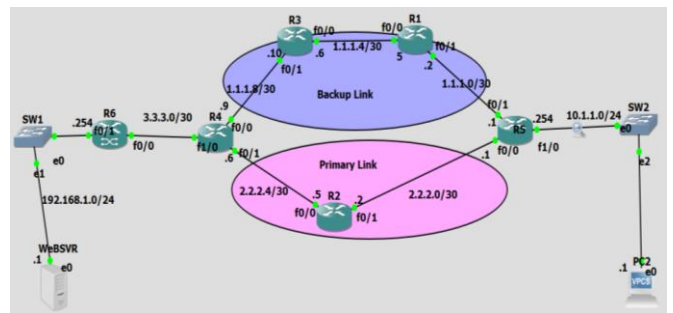 R3
f0/0
f0/0
R1
1.1.1.4/30
.10
.6
5
f0/1
f0/1
.2
1.1.1.8/30
Backup Link
1.1.1.0/30
SW1
.254
R6
3.3.3.0/30
R4
.9
f0/0
f0/1
.1
.254
10.1.1.0/24
SW2
R5
e0
f0/1
e0
f0/0
f1/0
.6
f0/1
.1
f0/0
f1/0
e1
e2
Primary Link
192.168.1.0/24
2.2.2.4/30
.5
R2
.2
2.2.2.0/30
f0/0
f0/1
WeBSVR
.1
e0
PC2
.1
e0
VPCS